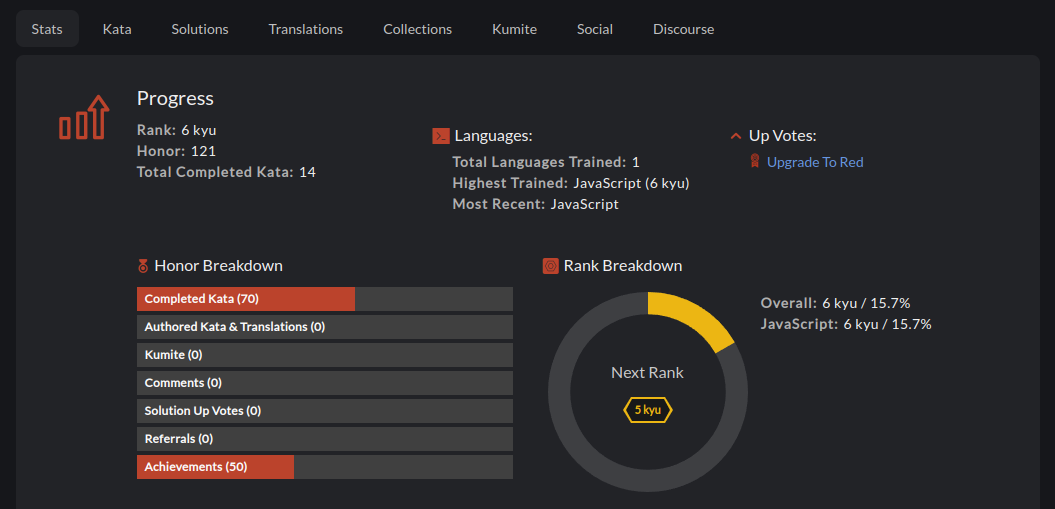 Stats Kata Solutions Translations Collections Kumite Social Discourse
Progress
Rank: 6 kyu
Honor: 121
Total Completed Kata: 14
Languages:
Total Languages Trained: 1
Highest Trained: JavaScript (6 kyu)
Most Recent: JavaScript
Up Votes:
Upgrade To Red
Honor Breakdown
Completed Kata (70)
Authored Kata & Translations (0)
Kumite (0)
Comments (0)
Solution Up Votes (0)
Referrals (0)
Achievements (50)
Rank Breakdown
Next Rank
5 kyu
Overall: 6 kyu / 15.7%
JavaScript: 6 kyu / 15.7%